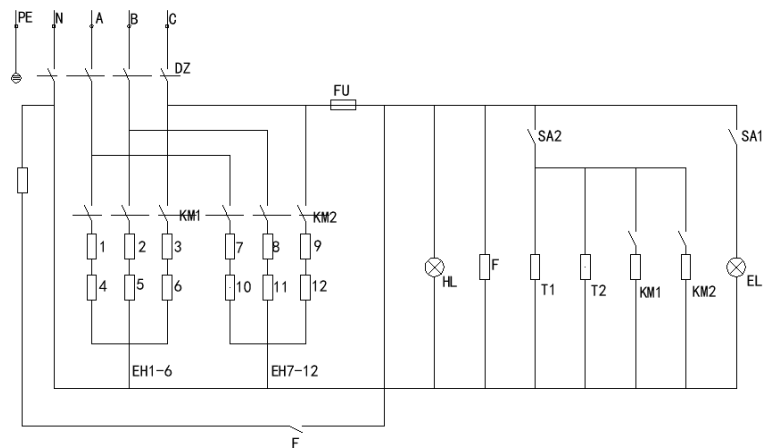 PE N A B C
DZ
FU
SA2 SA1
KM1 KM2
1 2 3 7 8 9
4 5 6 10 11 12
HL F T1 T2 KM1 KM2 EL
EH1-6 EH7-12
F